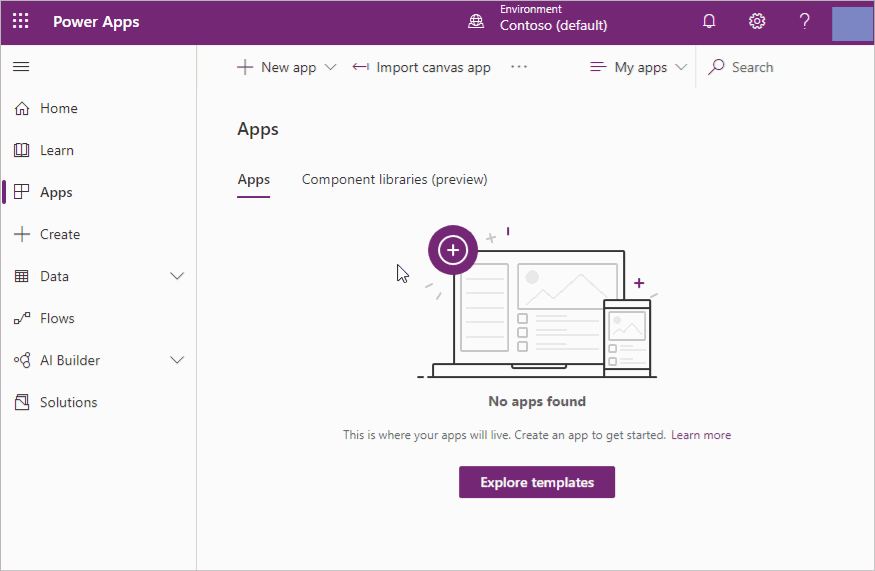 Power Apps
Environment
Contoso (default)
?
New app
Import canvas app
...
My apps
Search
Home
Learn
Apps
Create
Data
Flows
AI Builder
Solutions
Apps
Apps
Component libraries (preview)
No apps found
This is where your apps will live. Create an app to get started. Learn more
Explore templates